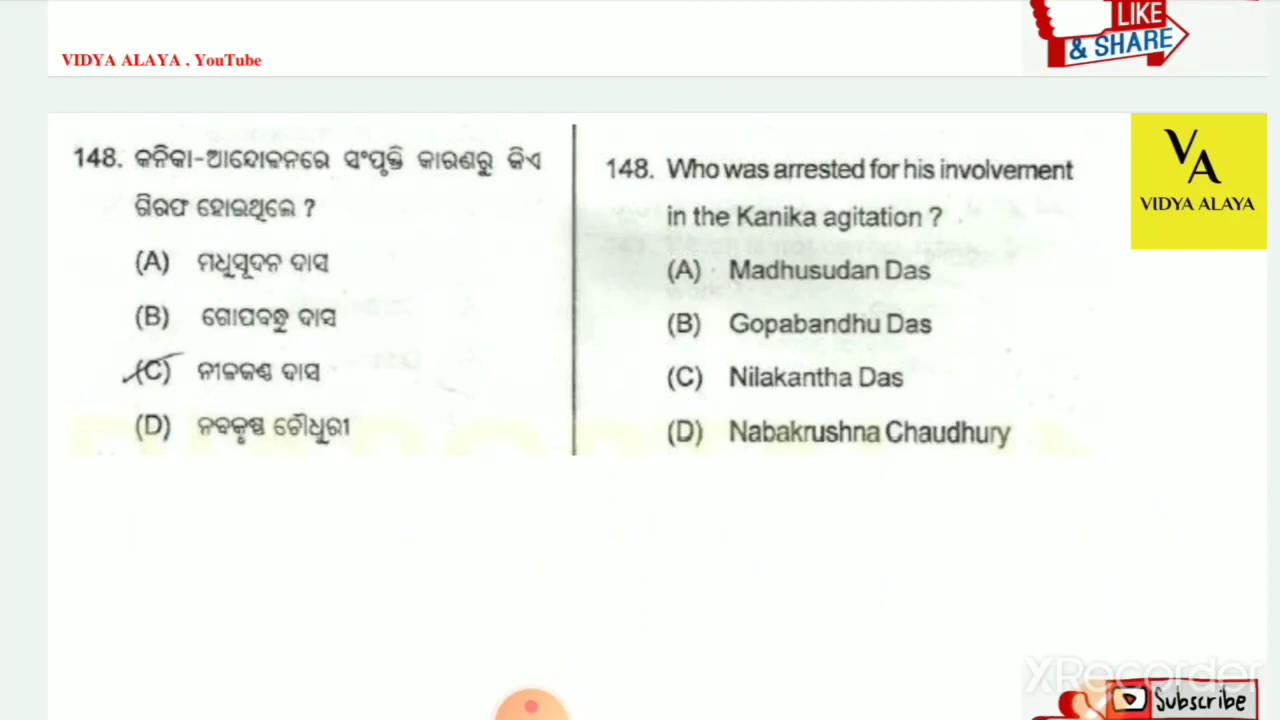 LIKE
& SHARE
VIDYA ALAYA . YouTube
148. କନିକା-ଆନ୍ଦୋଳନରେ ସଂପୃକ୍ତି କାରଣରୁ କିଏ
ଗିରଫ ହୋଇଥିଲେ ?
(A) ମଧୁସୂଦନ ଦାସ
(B) ଗୋପବନ୍ଧୁ ଦାସ
(C) ନୀଳକଣ୍ଠ ଦାସ
(D) ନବକୃଷ୍ଣ ଚୌଧୁରୀ
148. Who was arrested for his involvement
in the Kanika agitation ?
(A) Madhusudan Das
(B) Gopabandhu Das
(C) Nilakantha Das
(D) Nabakrushna Chaudhury
VA
VIDYA ALAYA
XRecorder
Subscribe